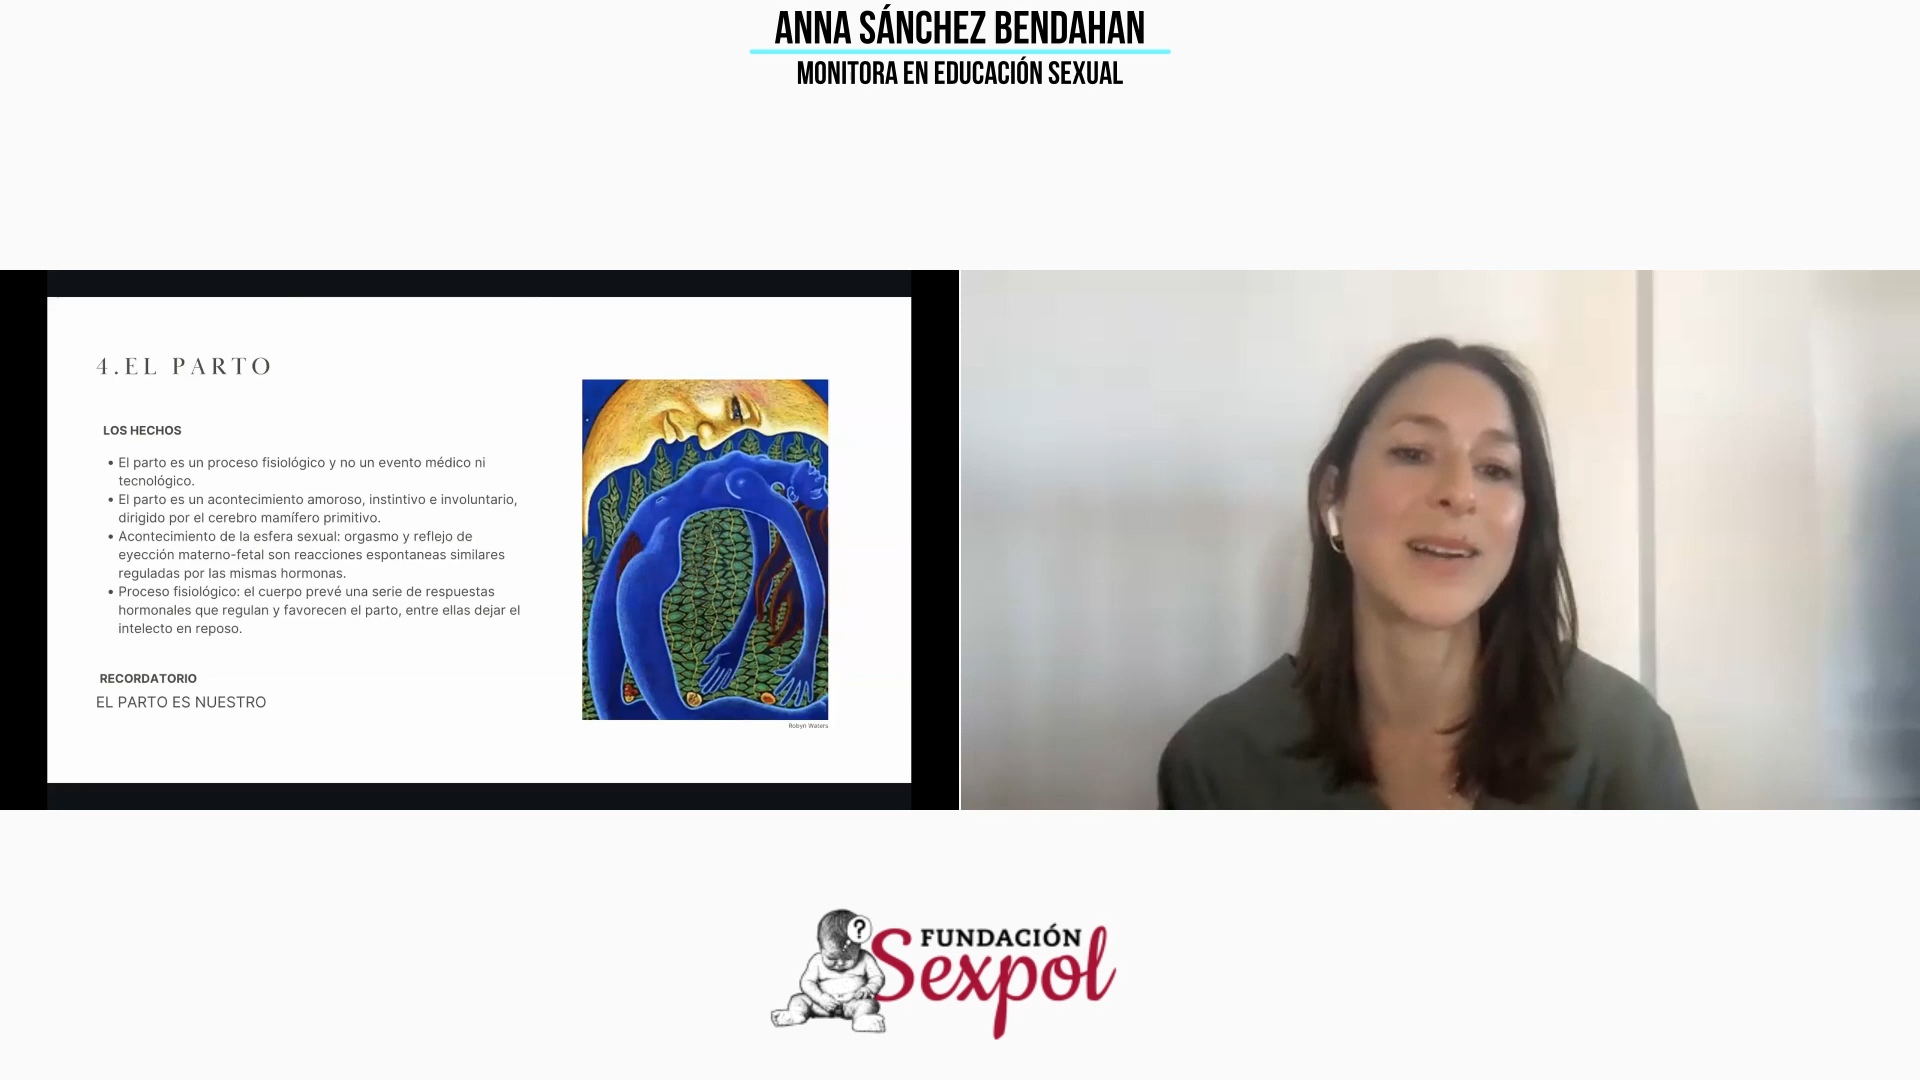 ANNA SÁNCHEZ BENDAHAN
MONITORA EN EDUCACIÓN SEXUAL
4.EL PARTO
LOS HECHOS
• El parto es un proceso fisiológico y no un evento médico ni
tecnológico.
• El parto es un acontecimiento amoroso, instintivo e involuntario,
dirigido por el cerebro mamífero primitivo.
• Acontecimiento de la esfera sexual: orgasmo y reflejo de
eyección materno-fetal son reacciones espontaneas similares
reguladas por las mismas hormonas.
• Proceso fisiológico: el cuerpo prevé una serie de respuestas
hormonales que regulan y favorecen el parto, entre ellas dejar el
intelecto en reposo.
RECORDATORIO
EL PARTO ES NUESTRO
Robyn Waters
?
FUNDACIÓN
Sexpol